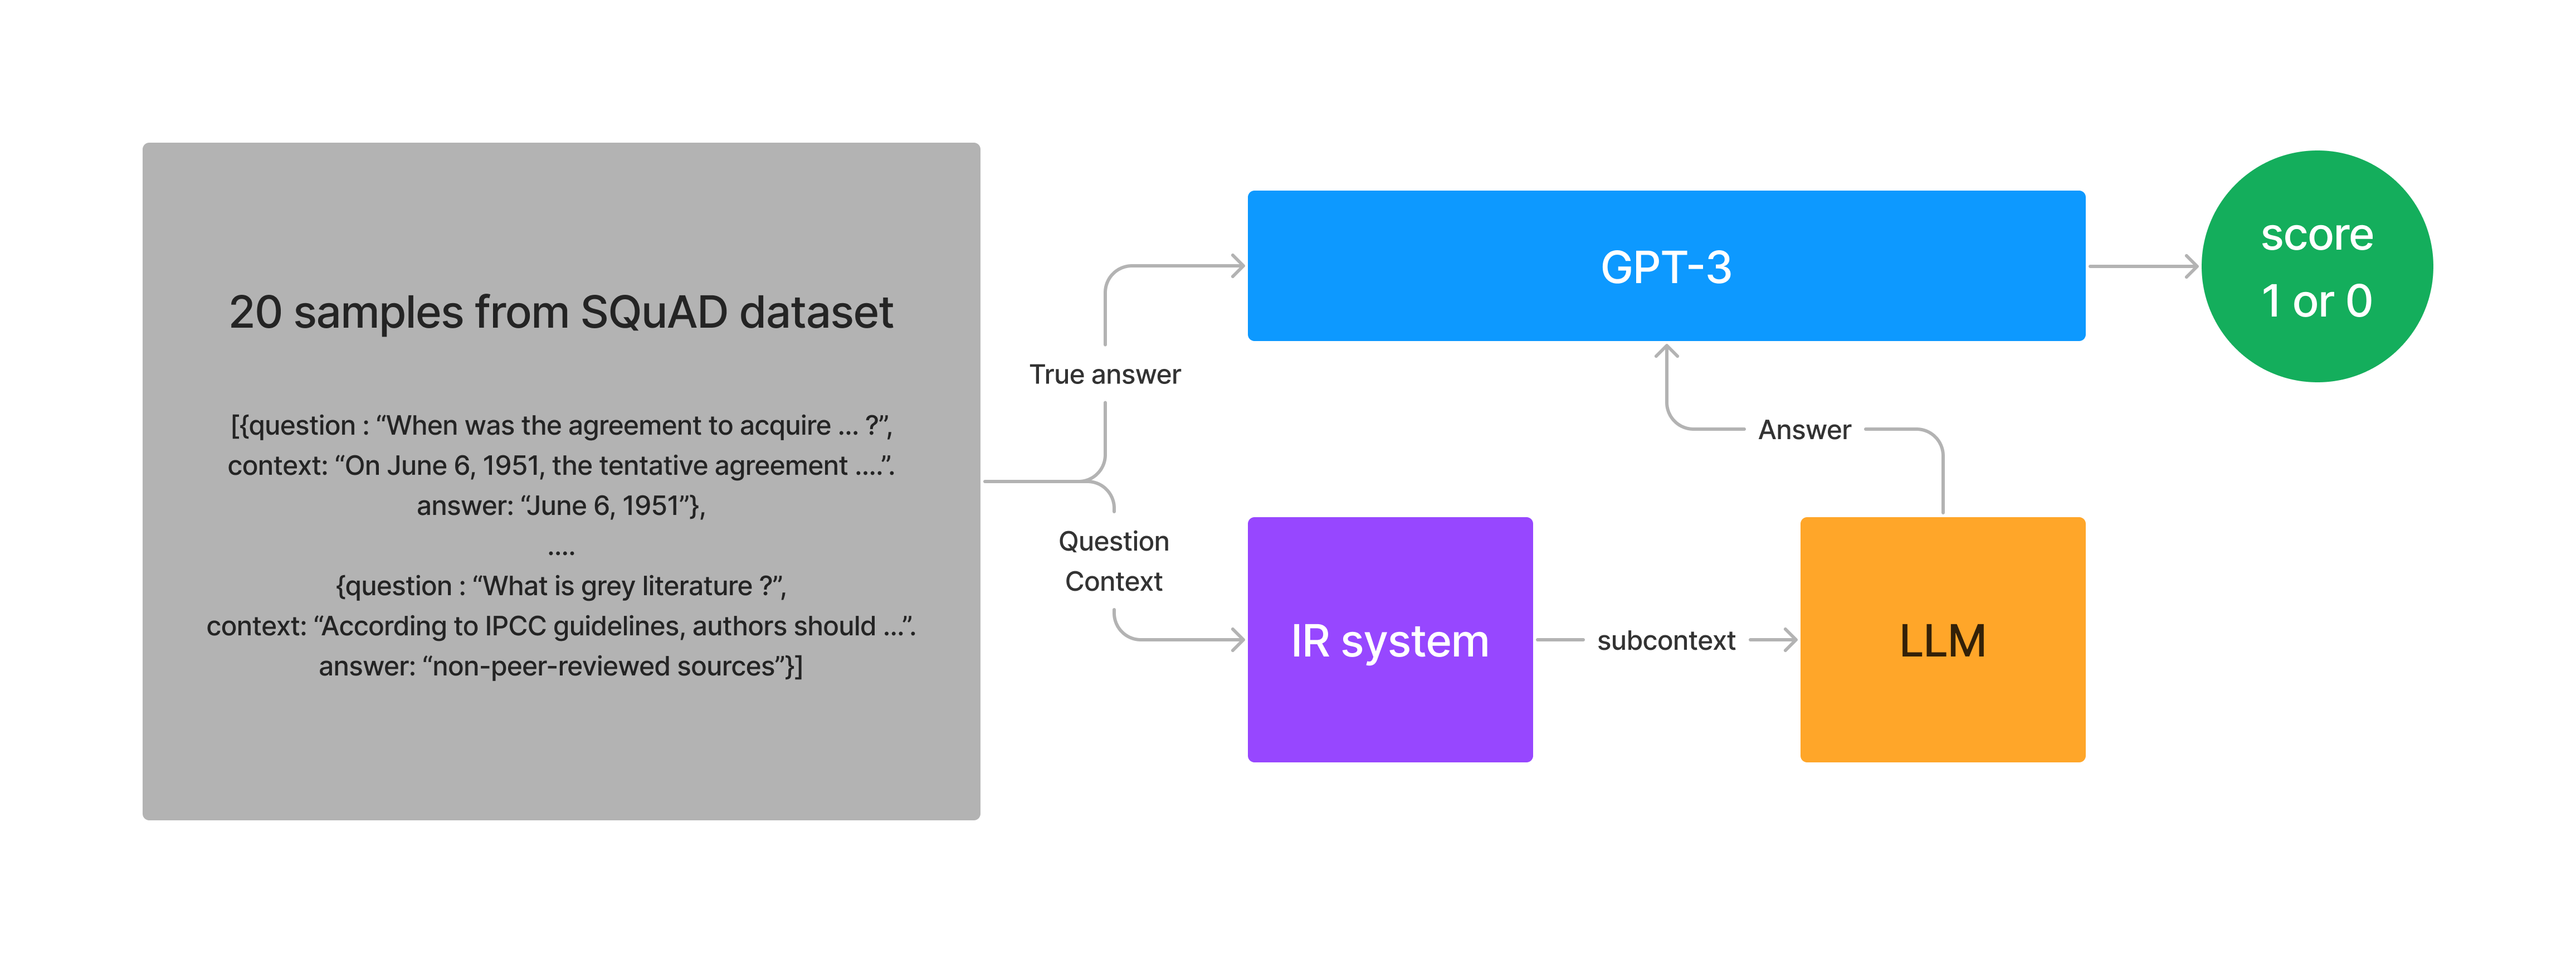 20 samples from SQuAD dataset
[{question : “When was the agreement to acquire ... ?”,
context: “On June 6, 1951, the tentative agreement ....”.
answer: “June 6, 1951”},
....
{question : “What is grey literature ?”,
context: “According to IPCC guidelines, authors should ...”.
answer: “non-peer-reviewed sources”}]
True answer
Question
Context
GPT-3
score
1 or 0
Answer
IR system
subcontext
LLM